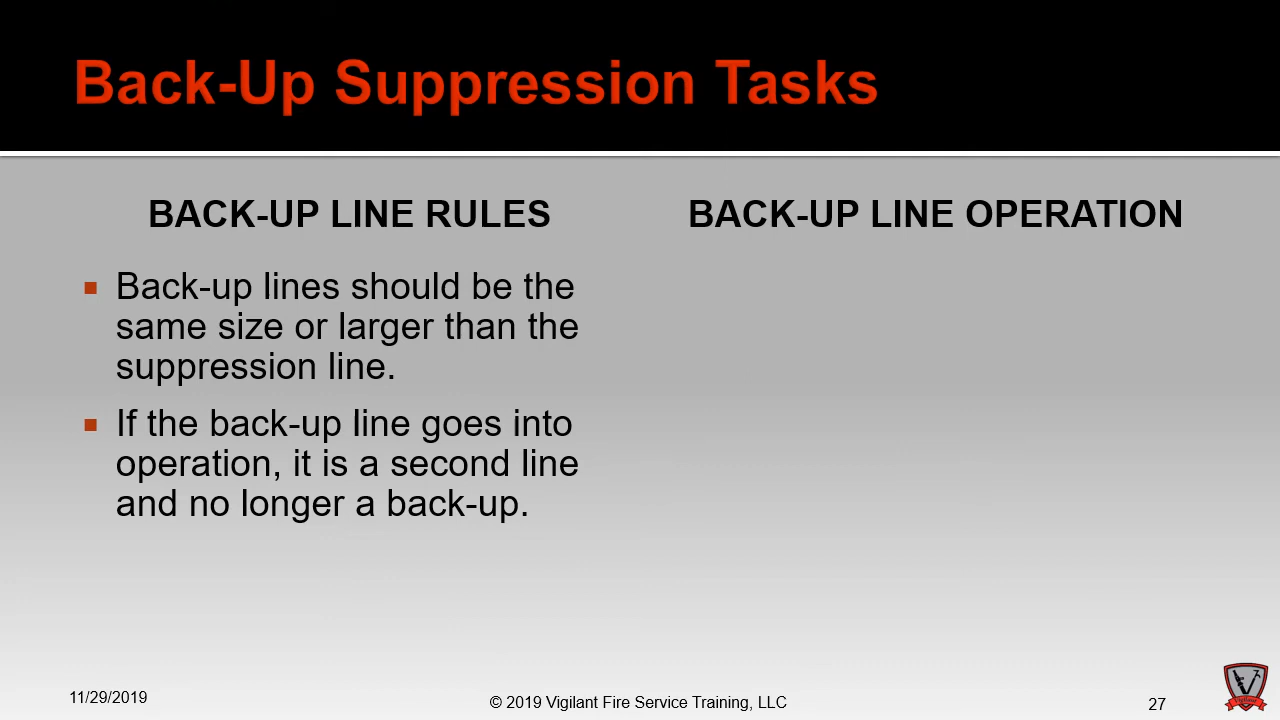 Back-Up Suppression Tasks
BACK-UP LINE RULES
Back-up lines should be the
same size or larger than the
suppression line.
If the back-up line goes into
operation, it is a second line
and no longer a back-up.
BACK-UP LINE OPERATION
11/29/2019
© 2019 Vigilant Fire Service Training, LLC
27
Vigilant